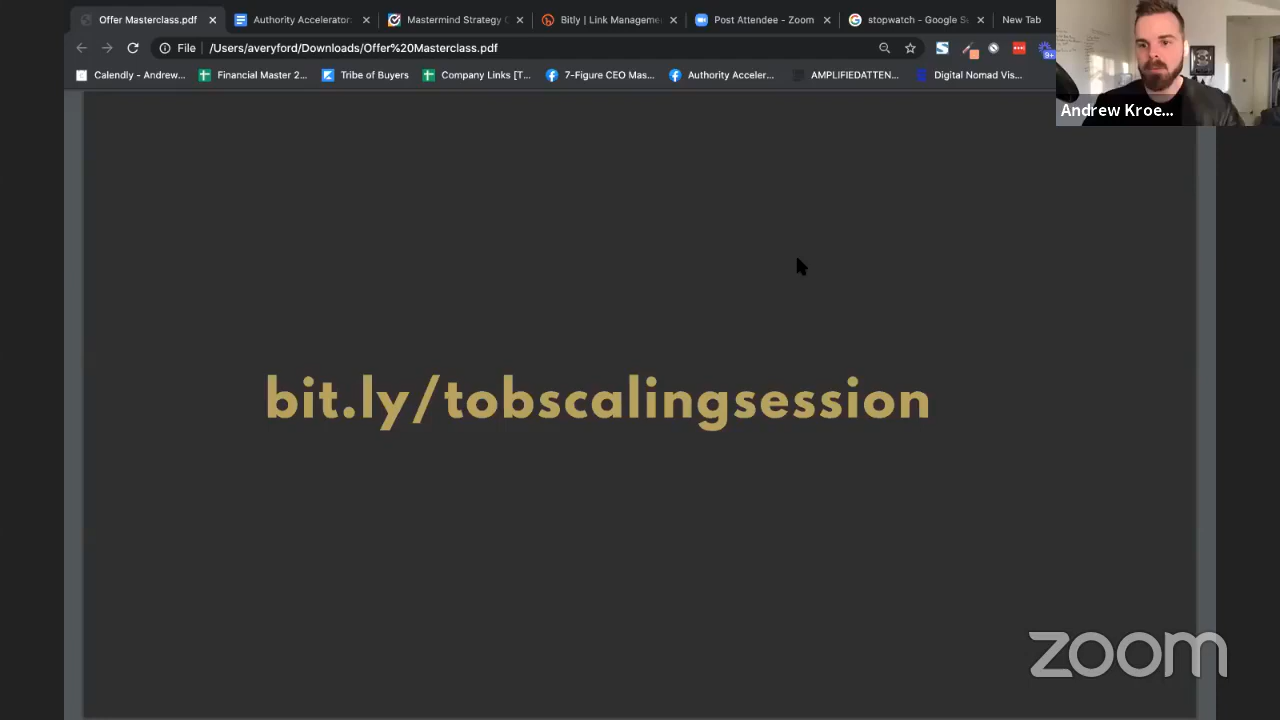 Offer Masterclass.pdf
Authority Accelerator:
Mastermind Strategy
Bitly | Link Manageme
Post Attendee - Zoom
stopwatch - Google S
New Tab
File
/Users/averyford/Downloads/Offer%20Masterclass.pdf
9+
Calendly - Andrew...
Financial Master 2...
Tribe of Buyers
Company Links [T...
7-Figure CEO Mas...
Authority Acceler...
AMPLIFIEDATTEN...
Digital Nomad Vis...
Andrew Kroe...
bit.ly/tobscalingsession
zoom